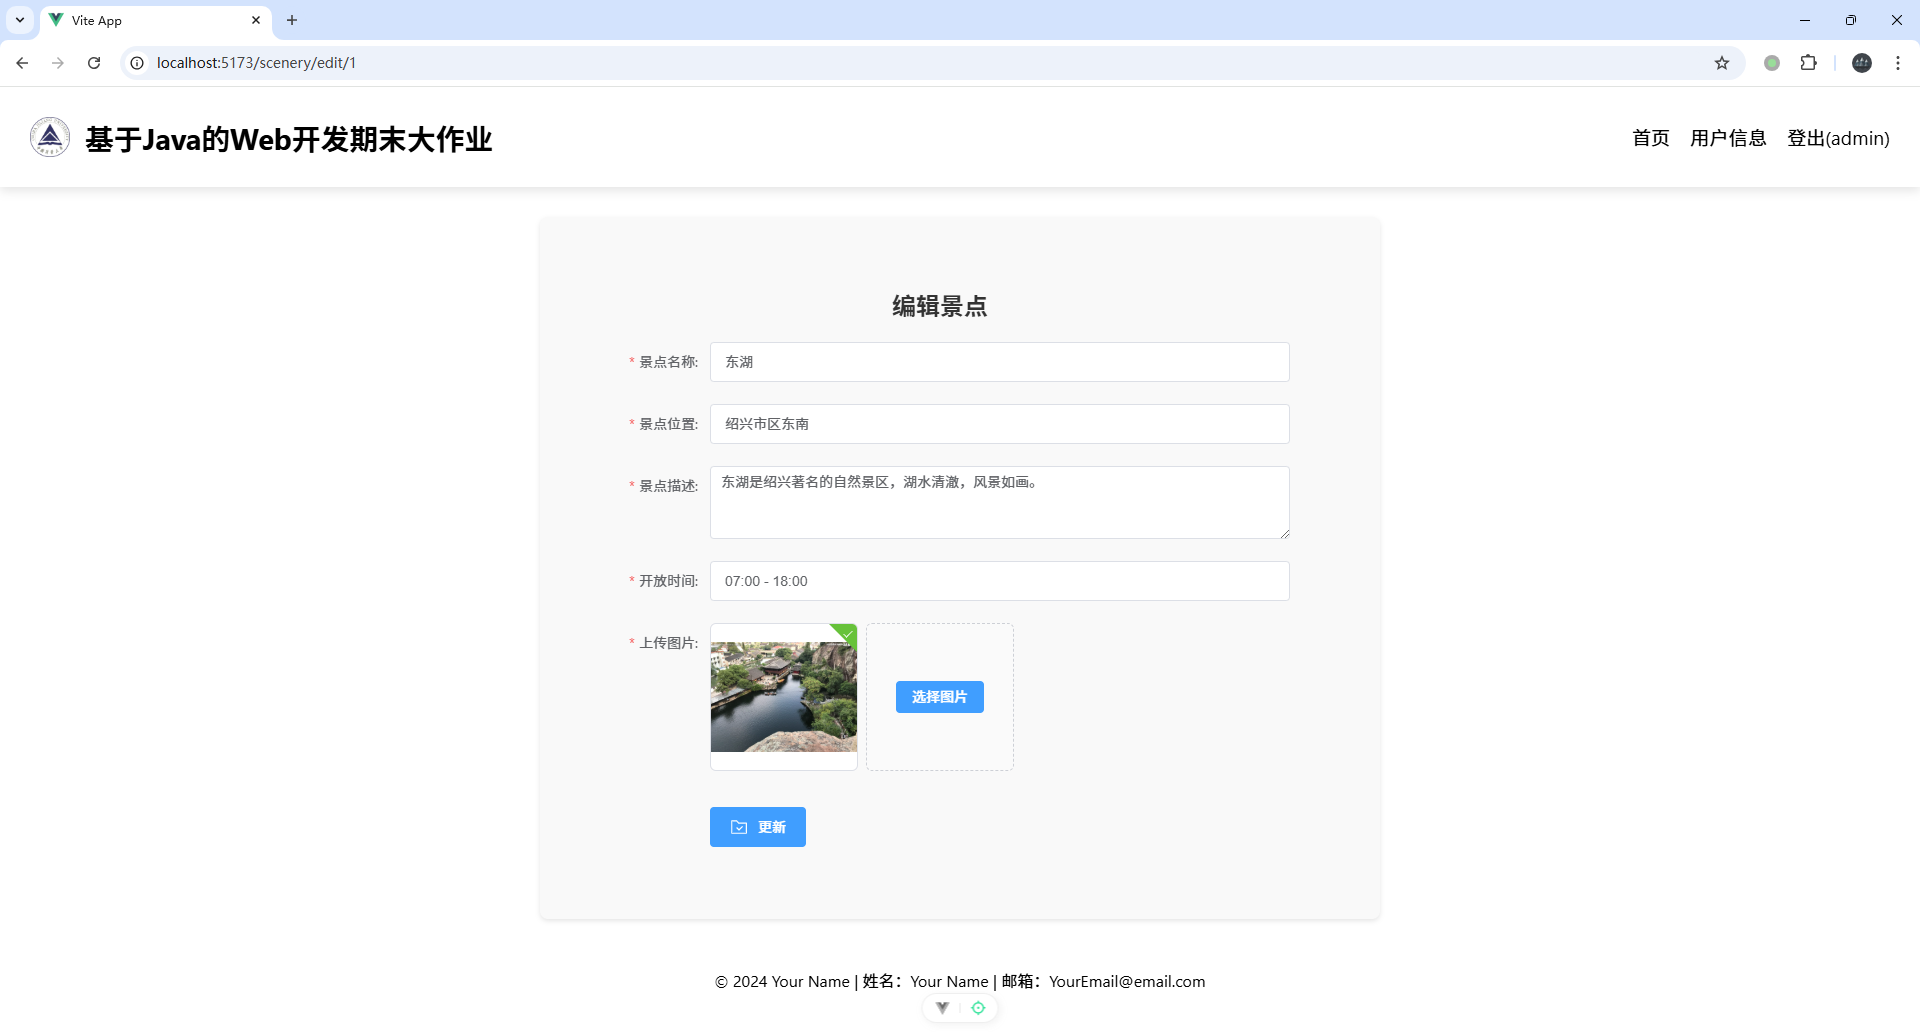 Vite App
localhost:5173/scenery/edit/1
基于Java的Web开发期末大作业
首页 用户信息 登出(admin)
编辑景点
* 景点名称: 东湖
* 景点位置: 绍兴市区东南
* 景点描述: 东湖是绍兴著名的自然景区，湖水清澈，风景如画。
* 开放时间: 07:00 - 18:00
* 上传图片:
选择图片
更新
© 2024 Your Name | 姓名：Your Name | 邮箱：YourEmail@email.com